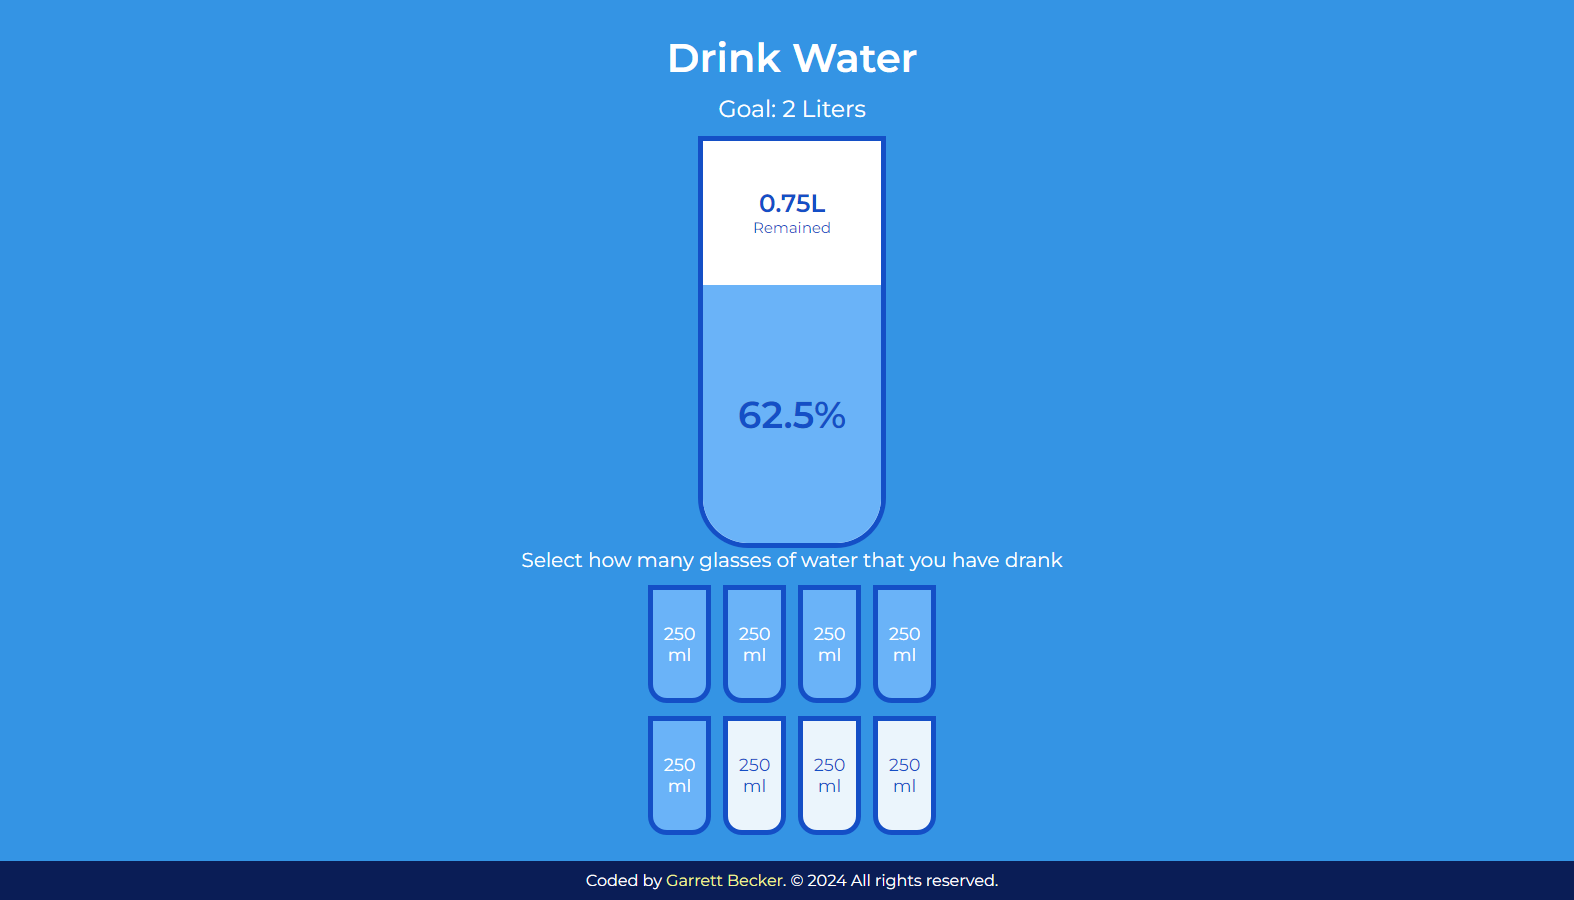 Drink Water
Goal: 2 Liters
0.75L
Remained
62.5%
Select how many glasses of water that you have drank
250 250 250 250
ml ml ml ml
250 250 250 250
ml ml ml ml
Coded by Garrett Becker. © 2024 All rights reserved.